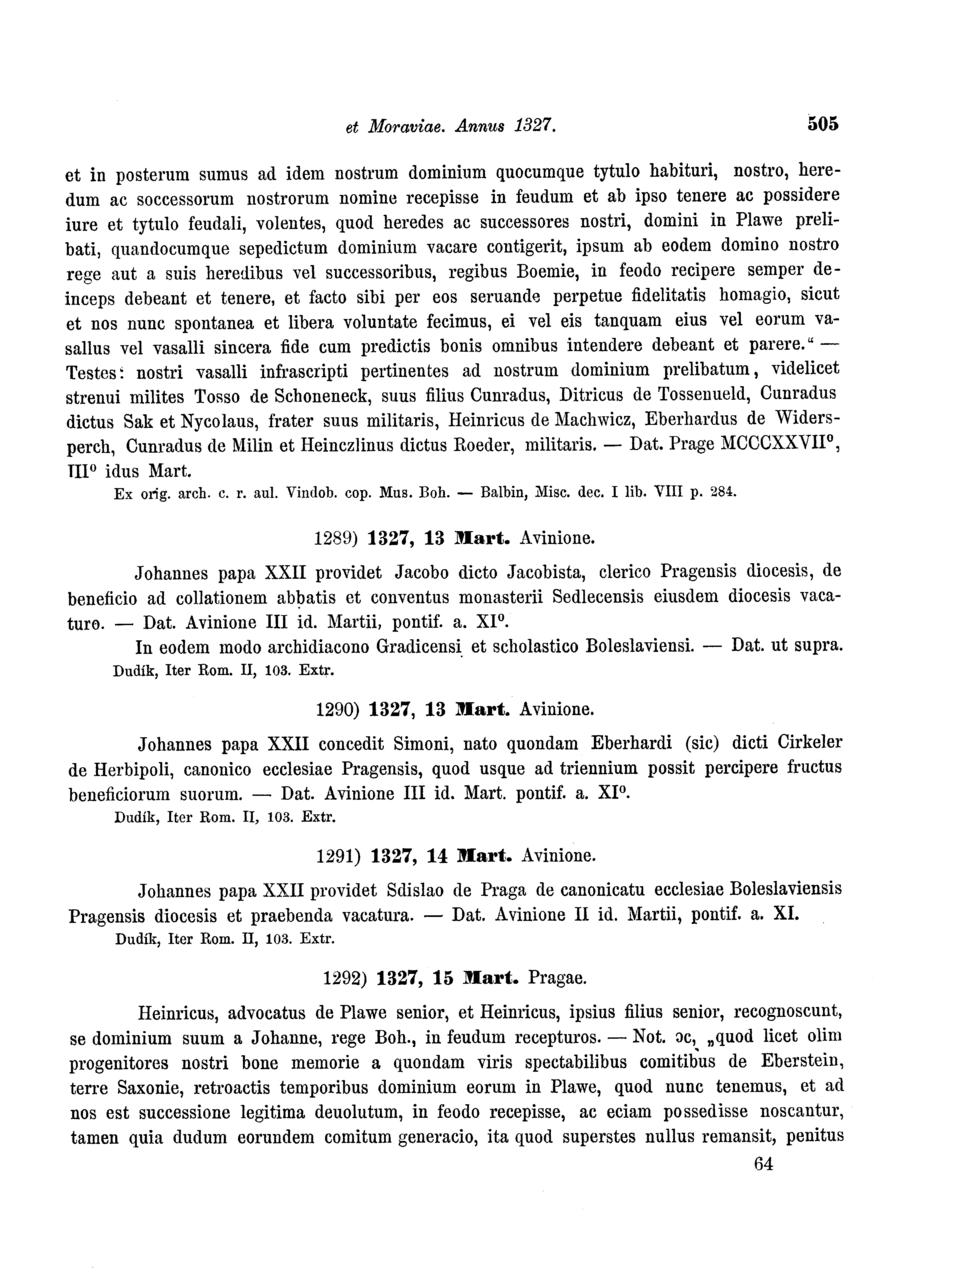 et Moraviae. Annus 1327. 505
et in posterum sumus ad idem nostrum dominium quocumque tytulo habituri, nostro, here-
dum ac soccessorum nostrorum nomine recepisse in feudum et ab ipso tenere ac possidere
iure et tytulo feudali, volentes, quod heredes ac successores nostri, domini in Plawe preli-
bati, quandocumque sepedictum dominium vacare contigerit, ipsum ab eodem domino nostro
rege aut a suis heredibus vel successoribus, regibus Boemie, in feodo recipere semper de-
inceps debeant et tenere, et facto sibi per eos seruande perpetue fidelitatis homagio, sicut
et nos nunc spontanea et libera voluntate fecimus, ei vel eis tanquam eius vel eorum va-
sallus vel vasalli sincera fide cum predictis bonis omnibus intendere debeant et parere.“ —
Testes: nostri vasalli infrascripti pertinentes ad nostrum dominium prelibatum, videlicet
strenui milites Tosso de Schoneneck, suus filius Cunradus, Ditricus de Tossenueld, Cunradus
dictus Sak et Nycolaus, frater suus militaris, Heinricus de Machwicz, Eberhardus de Widers-
perch, Cunradus de Milin et Heinczlinus dictus Roeder, militaris. — Dat. Prage MCCCXXVII⁰,
III⁰ idus Mart.
Ex orig. arch. c. r. aul. Vindob. cop. Mus. Boh. — Balbin, Misc. dec. I lib. VIII p. 284.
1289) 1327, 13 Mart. Avinione.
Johannes papa XXII providet Jacobo dicto Jacobista, clerico Pragensis diocesis, de
beneficio ad collationem abbatis et conventus monasterii Sedlecensis eiusdem diocesis vaca-
turo. — Dat. Avinione III id. Martii, pontif. a. XI⁰.
In eodem modo archidiacono Gradicensi et scholastico Boleslaviensi. — Dat. ut supra.
Dudík, Iter Rom. II, 103. Extr.
1290) 1327, 13 Mart. Avinione.
Johannes papa XXII concedit Simoni, nato quondam Eberhardi (sic) dicti Cirkeler
de Herbipoli, canonico ecclesiae Pragensis, quod usque ad triennium possit percipere fructus
beneficiorum suorum. — Dat. Avinione III id. Mart. pontif. a. XI⁰.
Dudík, Iter Rom. II, 103. Extr.
1291) 1327, 14 Mart. Avinione.
Johannes papa XXII providet Sdislao de Praga de canonicatu ecclesiae Boleslaviensis
Pragensis diocesis et praebenda vacatura. — Dat. Avinione II id. Martii, pontif. a. XI.
Dudík, Iter Rom. II, 103. Extr.
1292) 1327, 15 Mart. Pragae.
Heinricus, advocatus de Plawe senior, et Heinricus, ipsius filius senior, recognoscunt,
se dominium suum a Johanne, rege Boh., in feudum recepturos. — Not. ɔc, „quod licet olim
progenitores nostri bone memorie a quondam viris spectabilibus comitibus de Eberstein,
terre Saxonie, retroactis temporibus dominium eorum in Plawe, quod nunc tenemus, et ad
nos est successione legitima deuolutum, in feodo recepisse, ac eciam possedisse noscantur,
tamen quia dudum eorundem comitum generacio, ita quod superstes nullus remansit, penitus
64